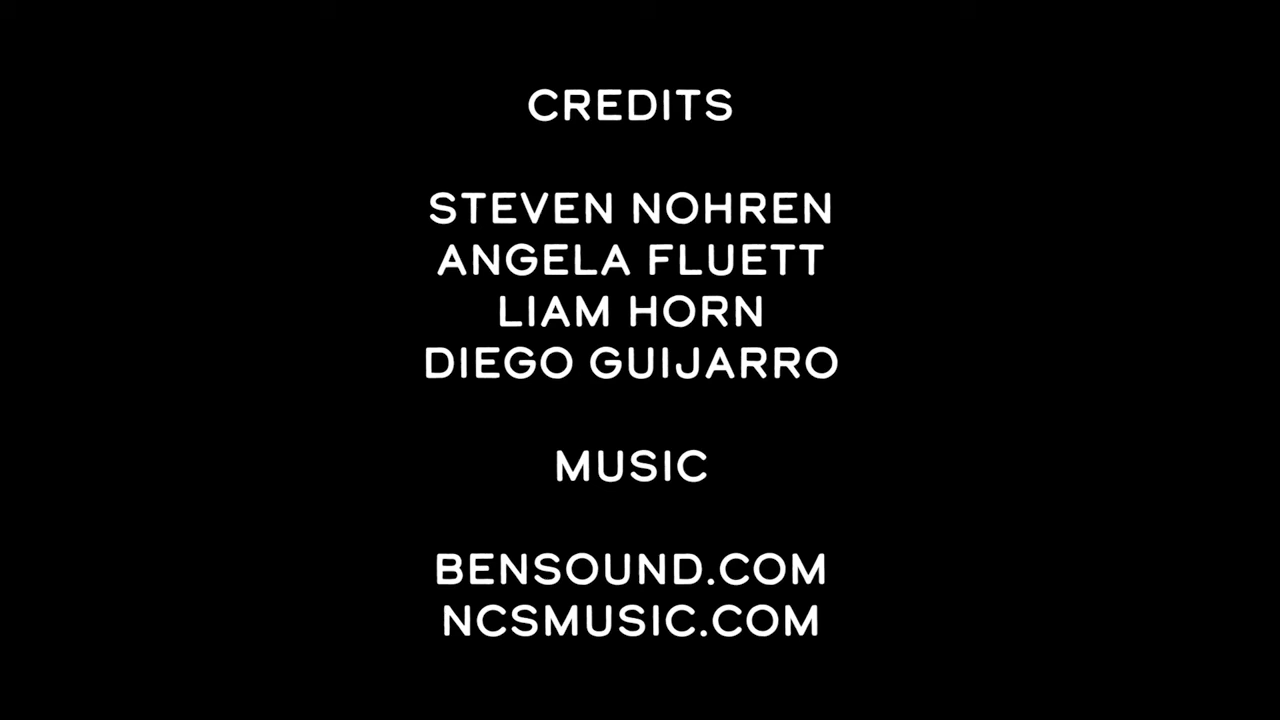 CREDITS
STEVEN NOHREN
ANGELA FLUETT
LIAM HORN
DIEGO GUIJARRO
MUSIC
BENSOUND.COM
NCSMUSIC.COM